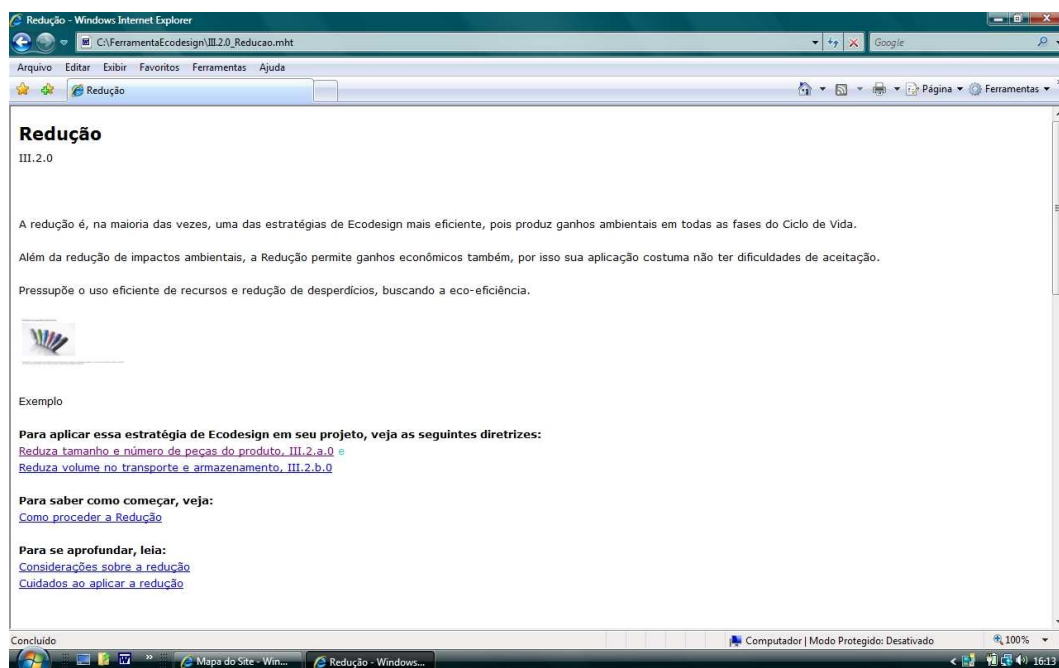 Redução - Windows Internet Explorer
C:\FerramentaEcodesign\III.2.0_Reducao.mht
Google
Arquivo Editar Exibir Favoritos Ferramentas Ajuda
Redução
Página Ferramentas
Redução
III.2.0
A redução é, na maioria das vezes, uma das estratégias de Ecodesign mais eficiente, pois produz ganhos ambientais em todas as fases do Ciclo de Vida.
Além da redução de impactos ambientais, a Redução permite ganhos econômicos também, por isso sua aplicação costuma não ter dificuldades de aceitação.
Pressupõe o uso eficiente de recursos e redução de desperdícios, buscando a eco-eficiência.
Exemplo
Para aplicar essa estratégia de Ecodesign em seu projeto, veja as seguintes diretrizes:
Reduza tamanho e número de peças do produto, III.2.a.0 e
Reduza volume no transporte e armazenamento, III.2.b.0
Para saber como começar, veja:
Como proceder a Redução
Para se aprofundar, leia:
Considerações sobre a redução
Cuidados ao aplicar a redução
Concluído
Computador | Modo Protegido: Desativado
100%
Mapa do Site - Win...
Redução - Windows...
16:13